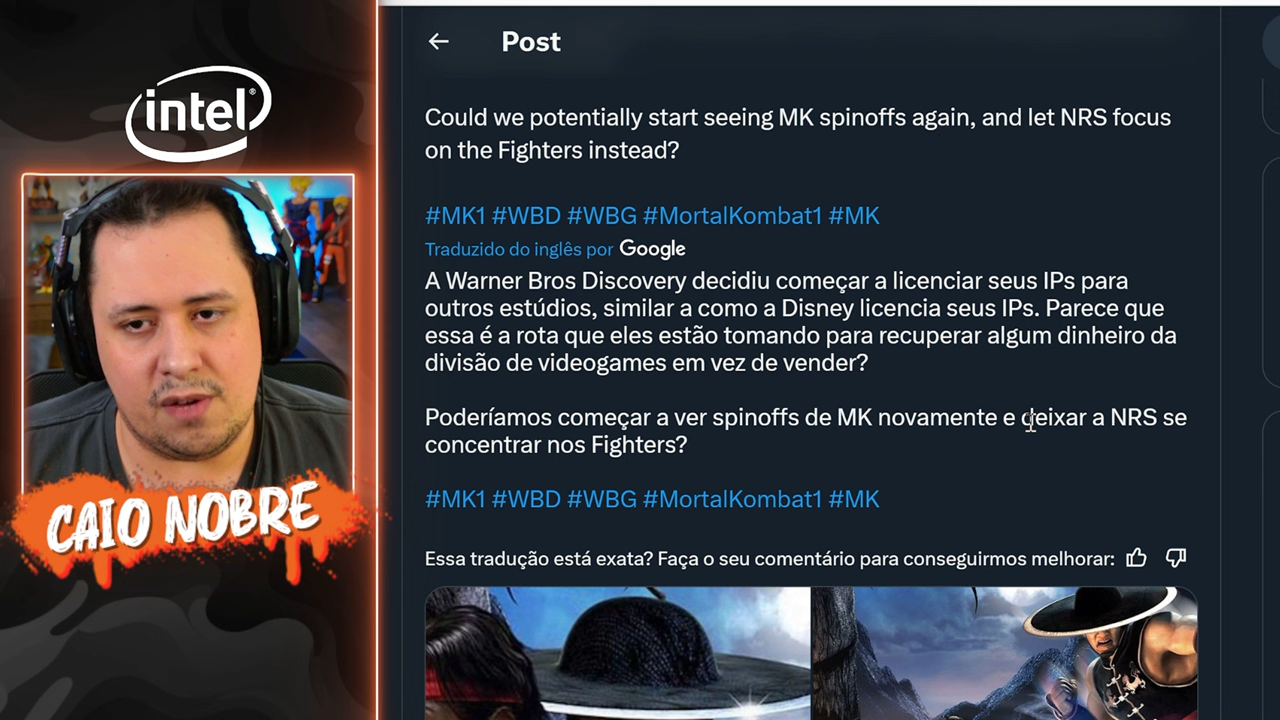 intel®
CAIO NOBRE
Post
Could we potentially start seeing MK spinoffs again, and let NRS focus
on the Fighters instead?
#MK1 #WBD #WBG #MortalKombat1 #MK
Traduzido do inglês por Google
A Warner Bros Discovery decidiu começar a licenciar seus IPs para
outros estúdios, similar a como a Disney licencia seus IPs. Parece que
essa é a rota que eles estão tomando para recuperar algum dinheiro da
divisão de videogames em vez de vender?
Poderíamos começar a ver spinoffs de MK novamente e deixar a NRS se
concentrar nos Fighters?
#MK1 #WBD #WBG #MortalKombat1 #MK
Essa tradução está exata? Faça o seu comentário para conseguirmos melhorar: